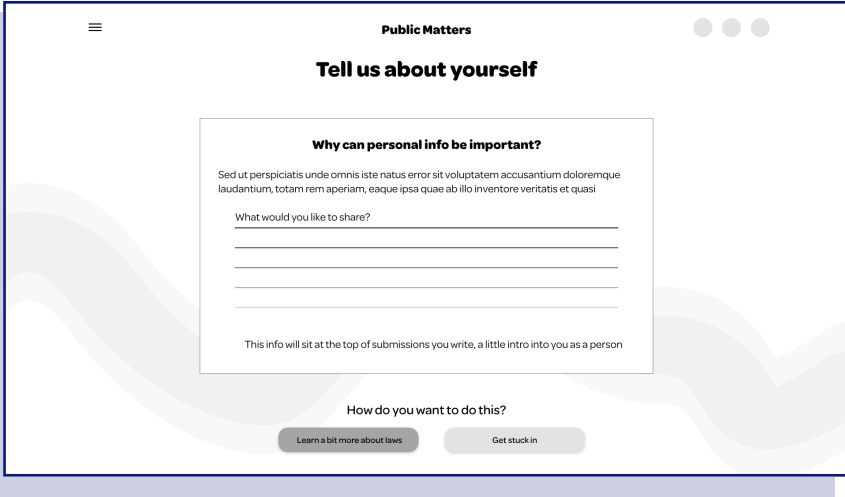 Public Matters
Tell us about yourself
Why can personal info be important?
Sed ut perspiciatis unde omnis iste natus error sit voluptatem accusantium doloremque
laudantium, totam rem aperiam, eaque ipsa quae ab illo inventore veritatis et quasi
What would you like to share?
This info will sit at the top of submissions you write, a little intro into you as a person
How do you want to do this?
Learn a bit more about laws
Get stuck in